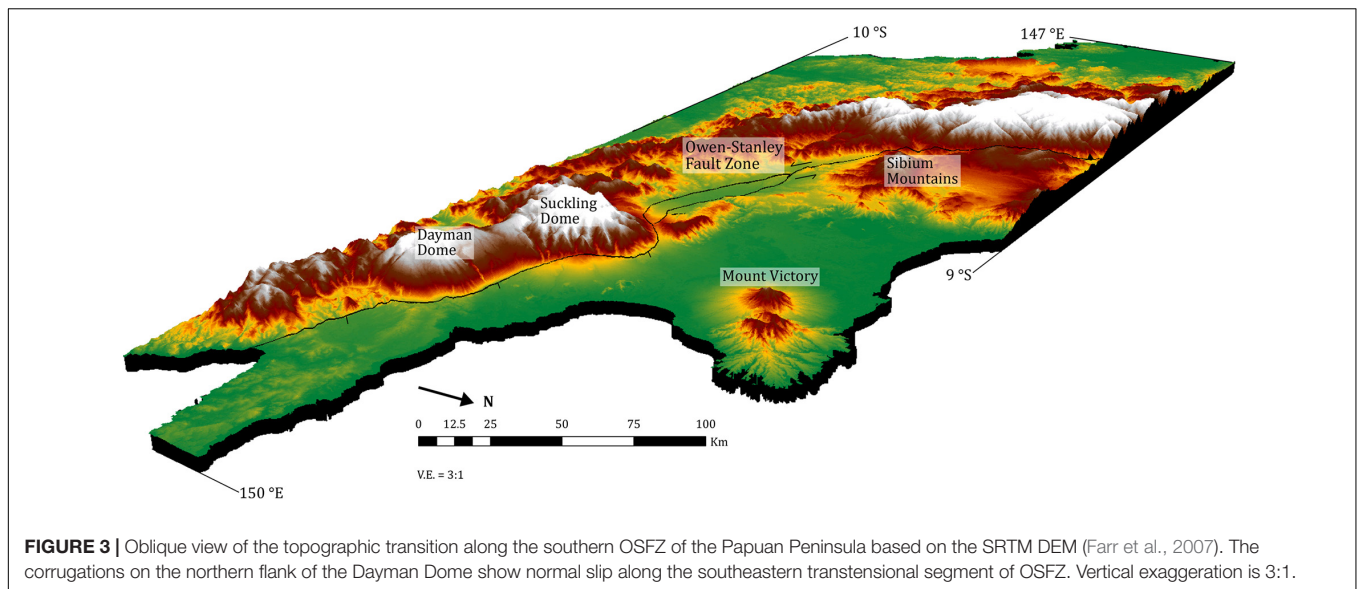 10 °S
147 °E
Owen-Stanley
Fault Zone
Sibium
Mountains
Suckling
Dome
Dayman
Dome
Mount Victory
9 °S
N
0 12.5 25 50 75 100
Km
V.E. = 3:1
150 °E
FIGURE 3 | Oblique view of the topographic transition along the southern OSFZ of the Papuan Peninsula based on the SRTM DEM (Farr et al., 2007). The
corrugations on the northern flank of the Dayman Dome show normal slip along the southeastern transtensional segment of OSFZ. Vertical exaggeration is 3:1.